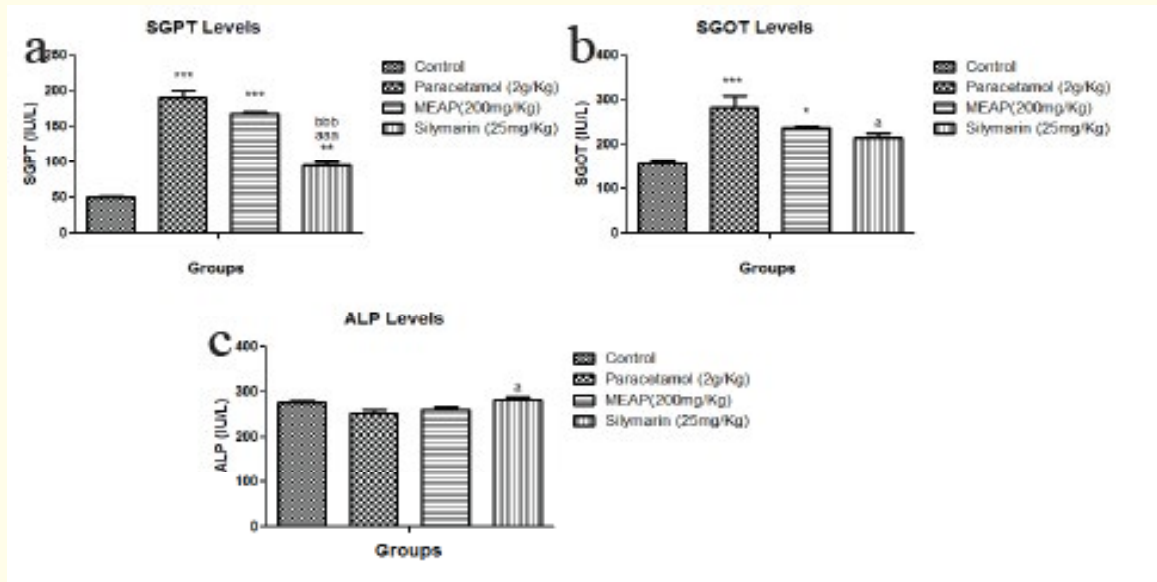 a
SGPT Levels
250
200
150
100
50
0
SGPT (IU/L)
***
***
bbb
aaa
**
Groups
Control
Paracetamol (2g/Kg)
MEAP(200mg/Kg)
Silymarin (25mg/Kg)
b
SGOT Levels
400
300
200
100
0
SGOT (IU/L)
***
*
a
Groups
Control
Paracetamol (2g/Kg)
MEAP(200mg/Kg)
Silymarin (25mg/Kg)
c
ALP Levels
400
300
200
100
0
ALP (IU/L)
a
Groups
Control
Paracetamol (2g/Kg)
MEAP(200mg/Kg)
Silymarin (25mg/Kg)